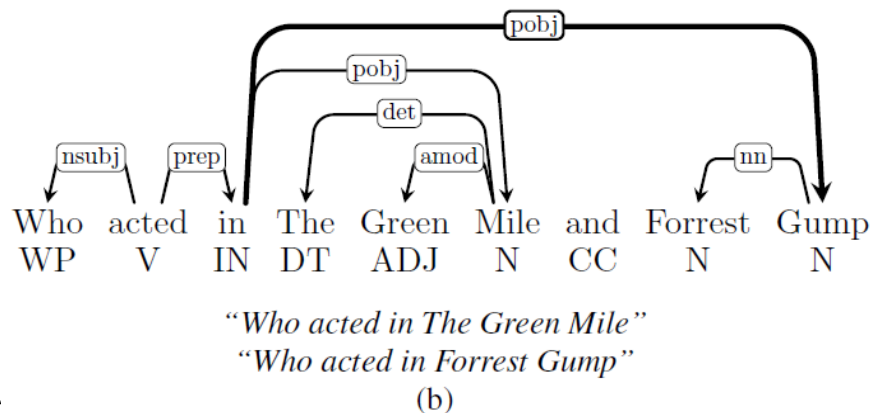 pobj
pobj
det
nsubj prep amod nn
Who acted in The Green Mile and Forrest Gump
WP V IN DT ADJ N CC N N
“Who acted in The Green Mile”
“Who acted in Forrest Gump”
(b)